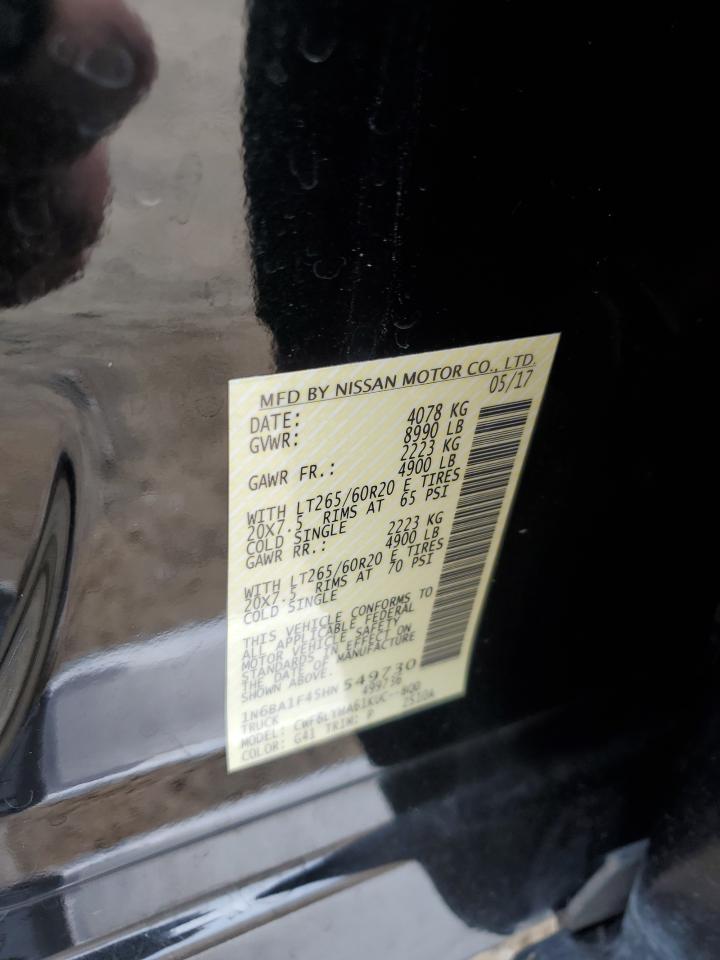 MFD BY NISSAN MOTOR CO., LTD.
DATE: 05/17
GVWR: 4078 KG
8990 LB
GAWR FR.: 2223 KG
4900 LB
WITH LT265/60R20 E TIRES
20X7.5 RIMS AT 65 PSI
COLD SINGLE
GAWR RR.: 2223 KG
4900 LB
WITH LT265/60R20 E TIRES
20X7.5 RIMS AT 70 PSI
COLD SINGLE
THIS VEHICLE CONFORMS TO
ALL APPLICABLE FEDERAL
MOTOR VEHICLE SAFETY
STANDARDS IN EFFECT ON
THE DATE OF MANUFACTURE
SHOWN ABOVE.
1N6BA1F45HN549730
TRUCK 499736
MODEL:
COLOR: G41 TRIM: P 2510A